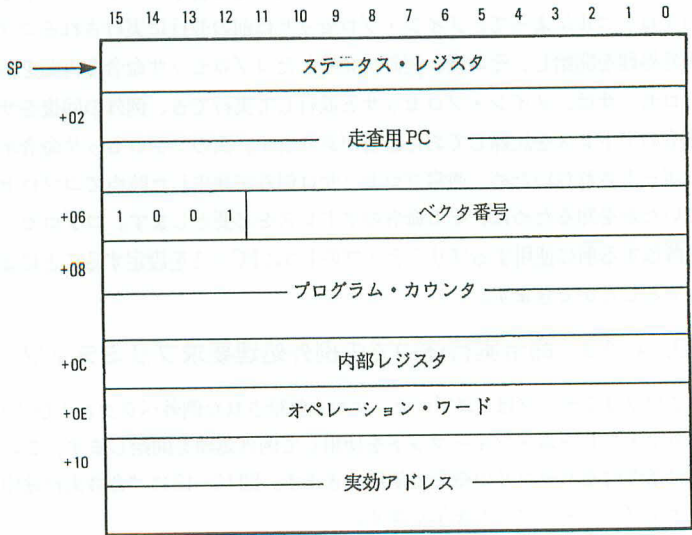 15 14 13 12 11 10 9 8 7 6 5 4 3 2 1 0
SP ステータス・レジスタ
+02
走査用PC
+06 1 0 0 1 ベクタ番号
+08
プログラム・カウンタ
+0C 内部レジスタ
+0E オペレーション・ワード
+10
実効アドレス